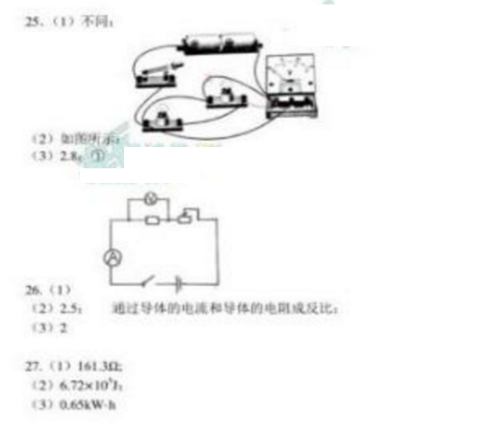 25.（1）不同；
（2）如图所示；
（3）2.8；①
V
A
26.（1）
（2）2.5； 通过导体的电流和导体的电阻成反比；
（3）2
27.（1）161.3Ω；
（2）6.72×10⁵J；
（3）0.65kW·h